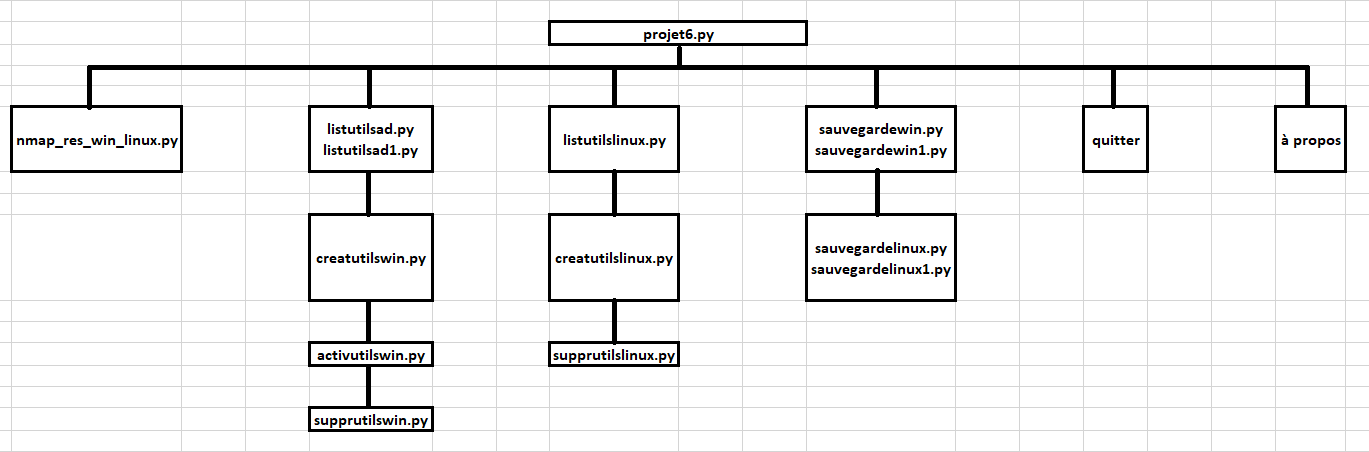 projet6.py
nmap_res_win_linux.py
listutilsad.py
listutilsad1.py
listutilslinux.py
sauvegardewin.py
sauvegardewin1.py
quitter
à propos
creatutilswin.py
creatutilslinux.py
sauvegardelinux.py
sauvegardelinux1.py
activutilswin.py
supprutilslinux.py
supprutilswin.py